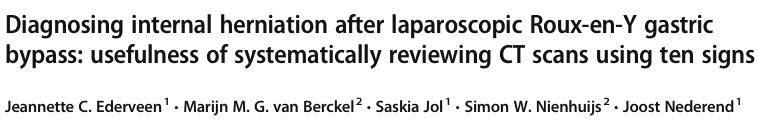 Diagnosing internal herniation after laparoscopic Roux-en-Y gastric
bypass: usefulness of systematically reviewing CT scans using ten signs
Jeannette C. Ederveen¹ · Marijn M. G. van Berckel² · Saskia Jol¹ · Simon W. Nienhuijs² · Joost Nederend¹